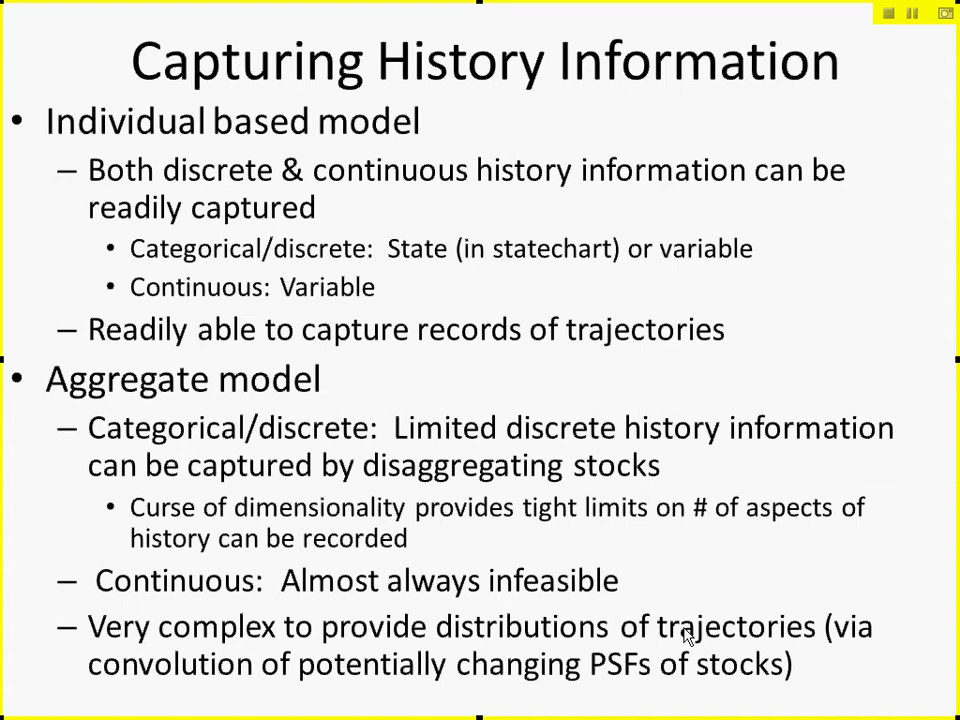 Capturing History Information
• Individual based model
– Both discrete & continuous history information can be
readily captured
• Categorical/discrete: State (in statechart) or variable
• Continuous: Variable
– Readily able to capture records of trajectories
• Aggregate model
– Categorical/discrete: Limited discrete history information
can be captured by disaggregating stocks
• Curse of dimensionality provides tight limits on # of aspects of
history can be recorded
– Continuous: Almost always infeasible
– Very complex to provide distributions of trajectories (via
convolution of potentially changing PSFs of stocks)